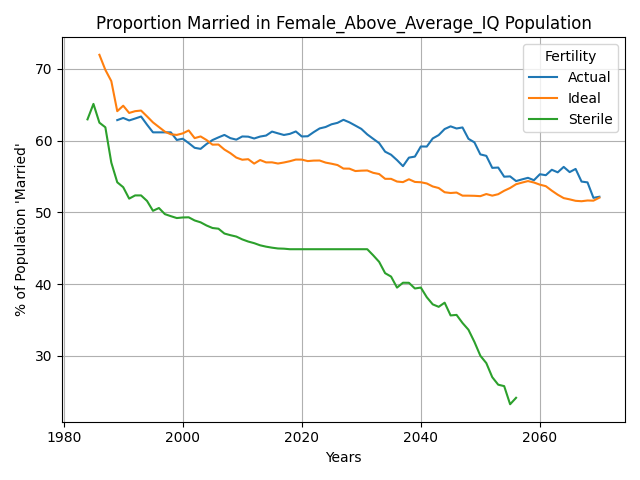 Proportion Married in Female_Above_Average_IQ Population
Fertility
Actual
Ideal
Sterile
% of Population 'Married'
70
60
50
40
30
1980
2000
2020
2040
2060
Years